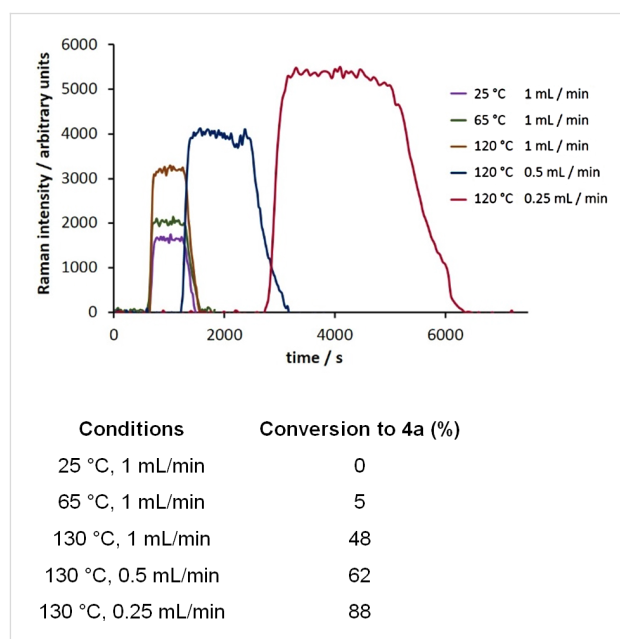 6000
5000
4000
3000
2000
1000
0
Raman intensity / arbitrary units
0 2000 4000 6000
time / s
25 °C 1 mL / min
65 °C 1 mL / min
120 °C 1 mL / min
120 °C 0.5 mL / min
120 °C 0.25 mL / min
Conditions Conversion to 4a (%)
25 °C, 1 mL/min 0
65 °C, 1 mL/min 5
130 °C, 1 mL/min 48
130 °C, 0.5 mL/min 62
130 °C, 0.25 mL/min 88